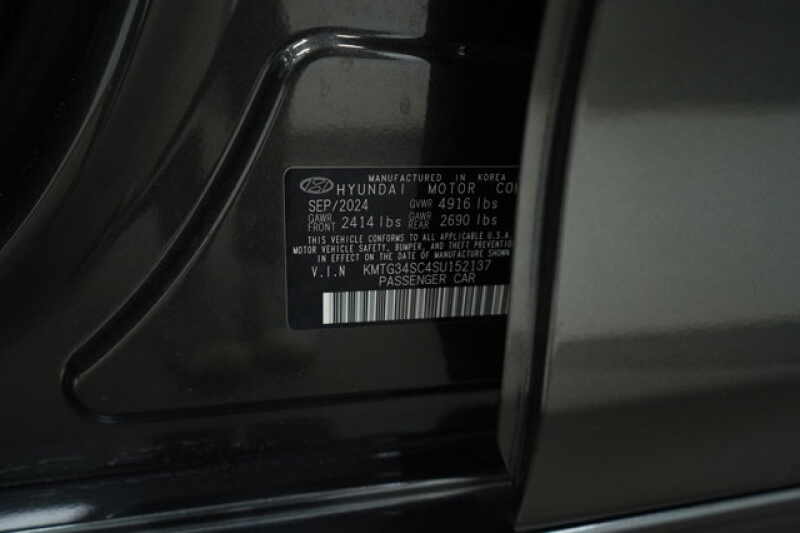 MANUFACTURED IN KOREA
HYUNDAI MOTOR CO
SEP/2024 GVWR 4916 lbs
GAWR FRONT 2414 lbs GAWR REAR 2690 lbs
THIS VEHICLE CONFORMS TO ALL APPLICABLE U.S.A.
MOTOR VEHICLE SAFETY, BUMPER, AND THEFT
IN EFFECT ON THE DATE OF MANUFACTURE
V.I.N KMTG34SC4SU152137
PASSENGER CAR